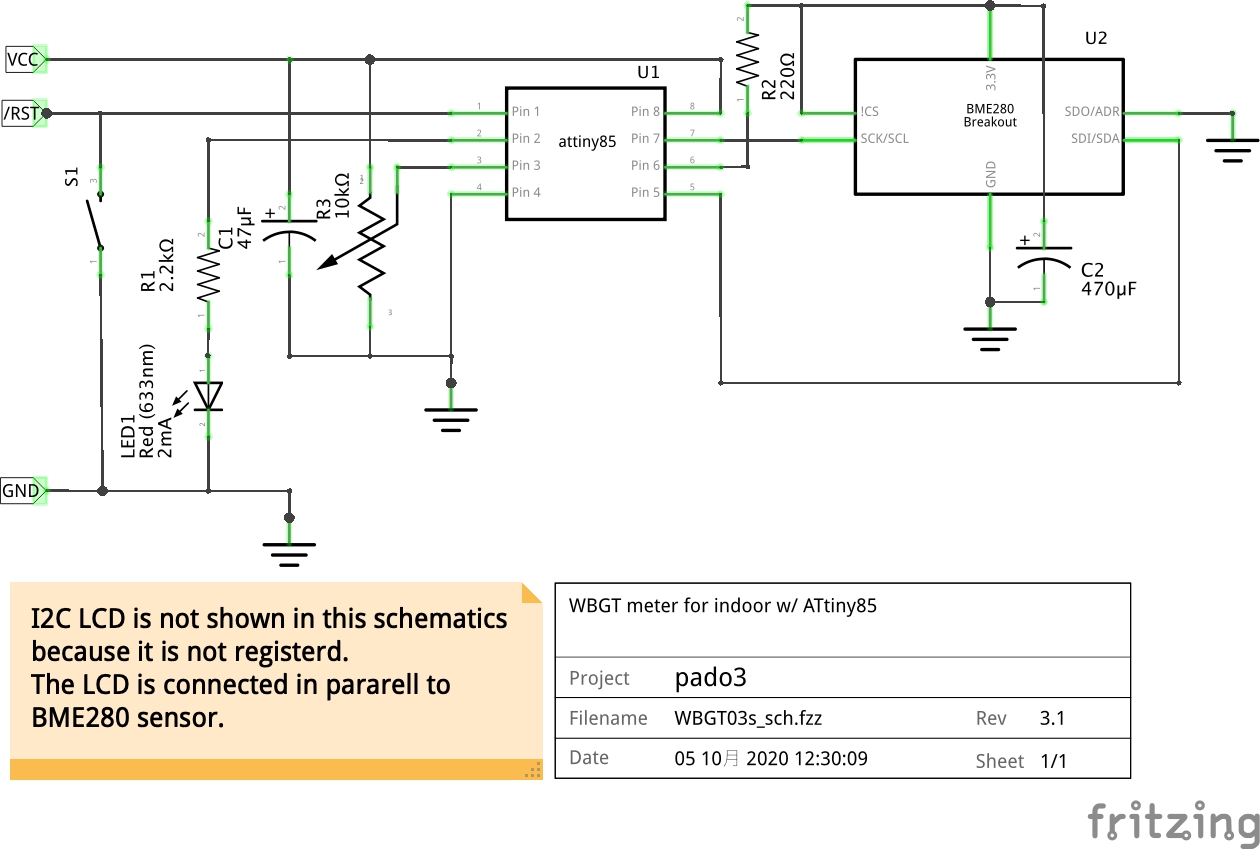 VCC
/RST
GND
S1
3
1
R1
2.2kΩ
2
1
LED1
Red (633nm)
2mA
1
2
C1
47µF
+
2
1
R3
10kΩ
3
U1
attiny85
1
Pin 1
2
Pin 2
3
Pin 3
4
Pin 4
Pin 8
8
Pin 7
7
Pin 6
6
Pin 5
5
R2
220Ω
2
1
U2
3.3V
BME280
Breakout
!CS
SCK/SCL
SDO/ADR
SDI/SDA
GND
+
2
1
C2
470µF
I2C LCD is not shown in this schematics
because it is not registerd.
The LCD is connected in pararell to
BME280 sensor.
WBGT meter for indoor w/ ATtiny85
Project pado3
Filename WBGT03s_sch.fzz Rev 3.1
Date 05 10月 2020 12:30:09 Sheet 1/1
fritzing